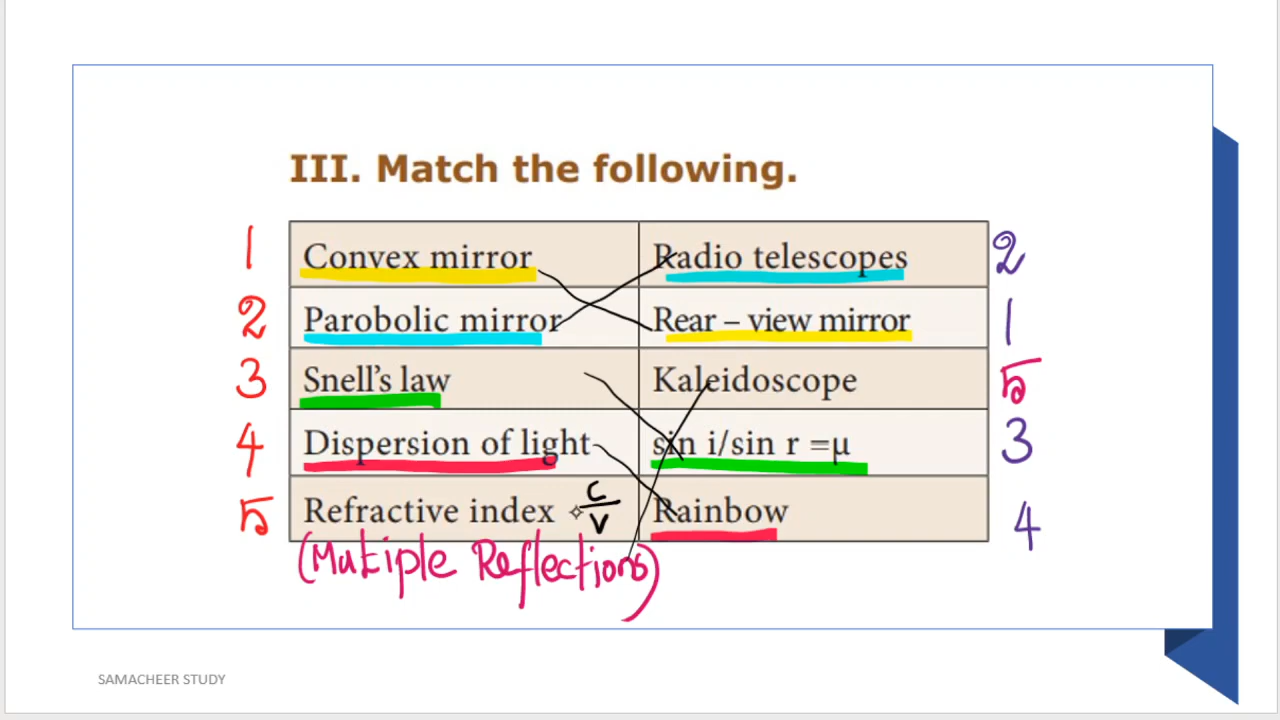 III. Match the following.
1 Convex mirror Radio telescopes 2
2 Parobolic mirror Rear – view mirror 1
3 Snell's law Kaleidoscope 5
4 Dispersion of light sin i/sin r =μ 3
5 Refractive index C/V Rainbow 4
(Multiple Reflections)
SAMACHEER STUDY